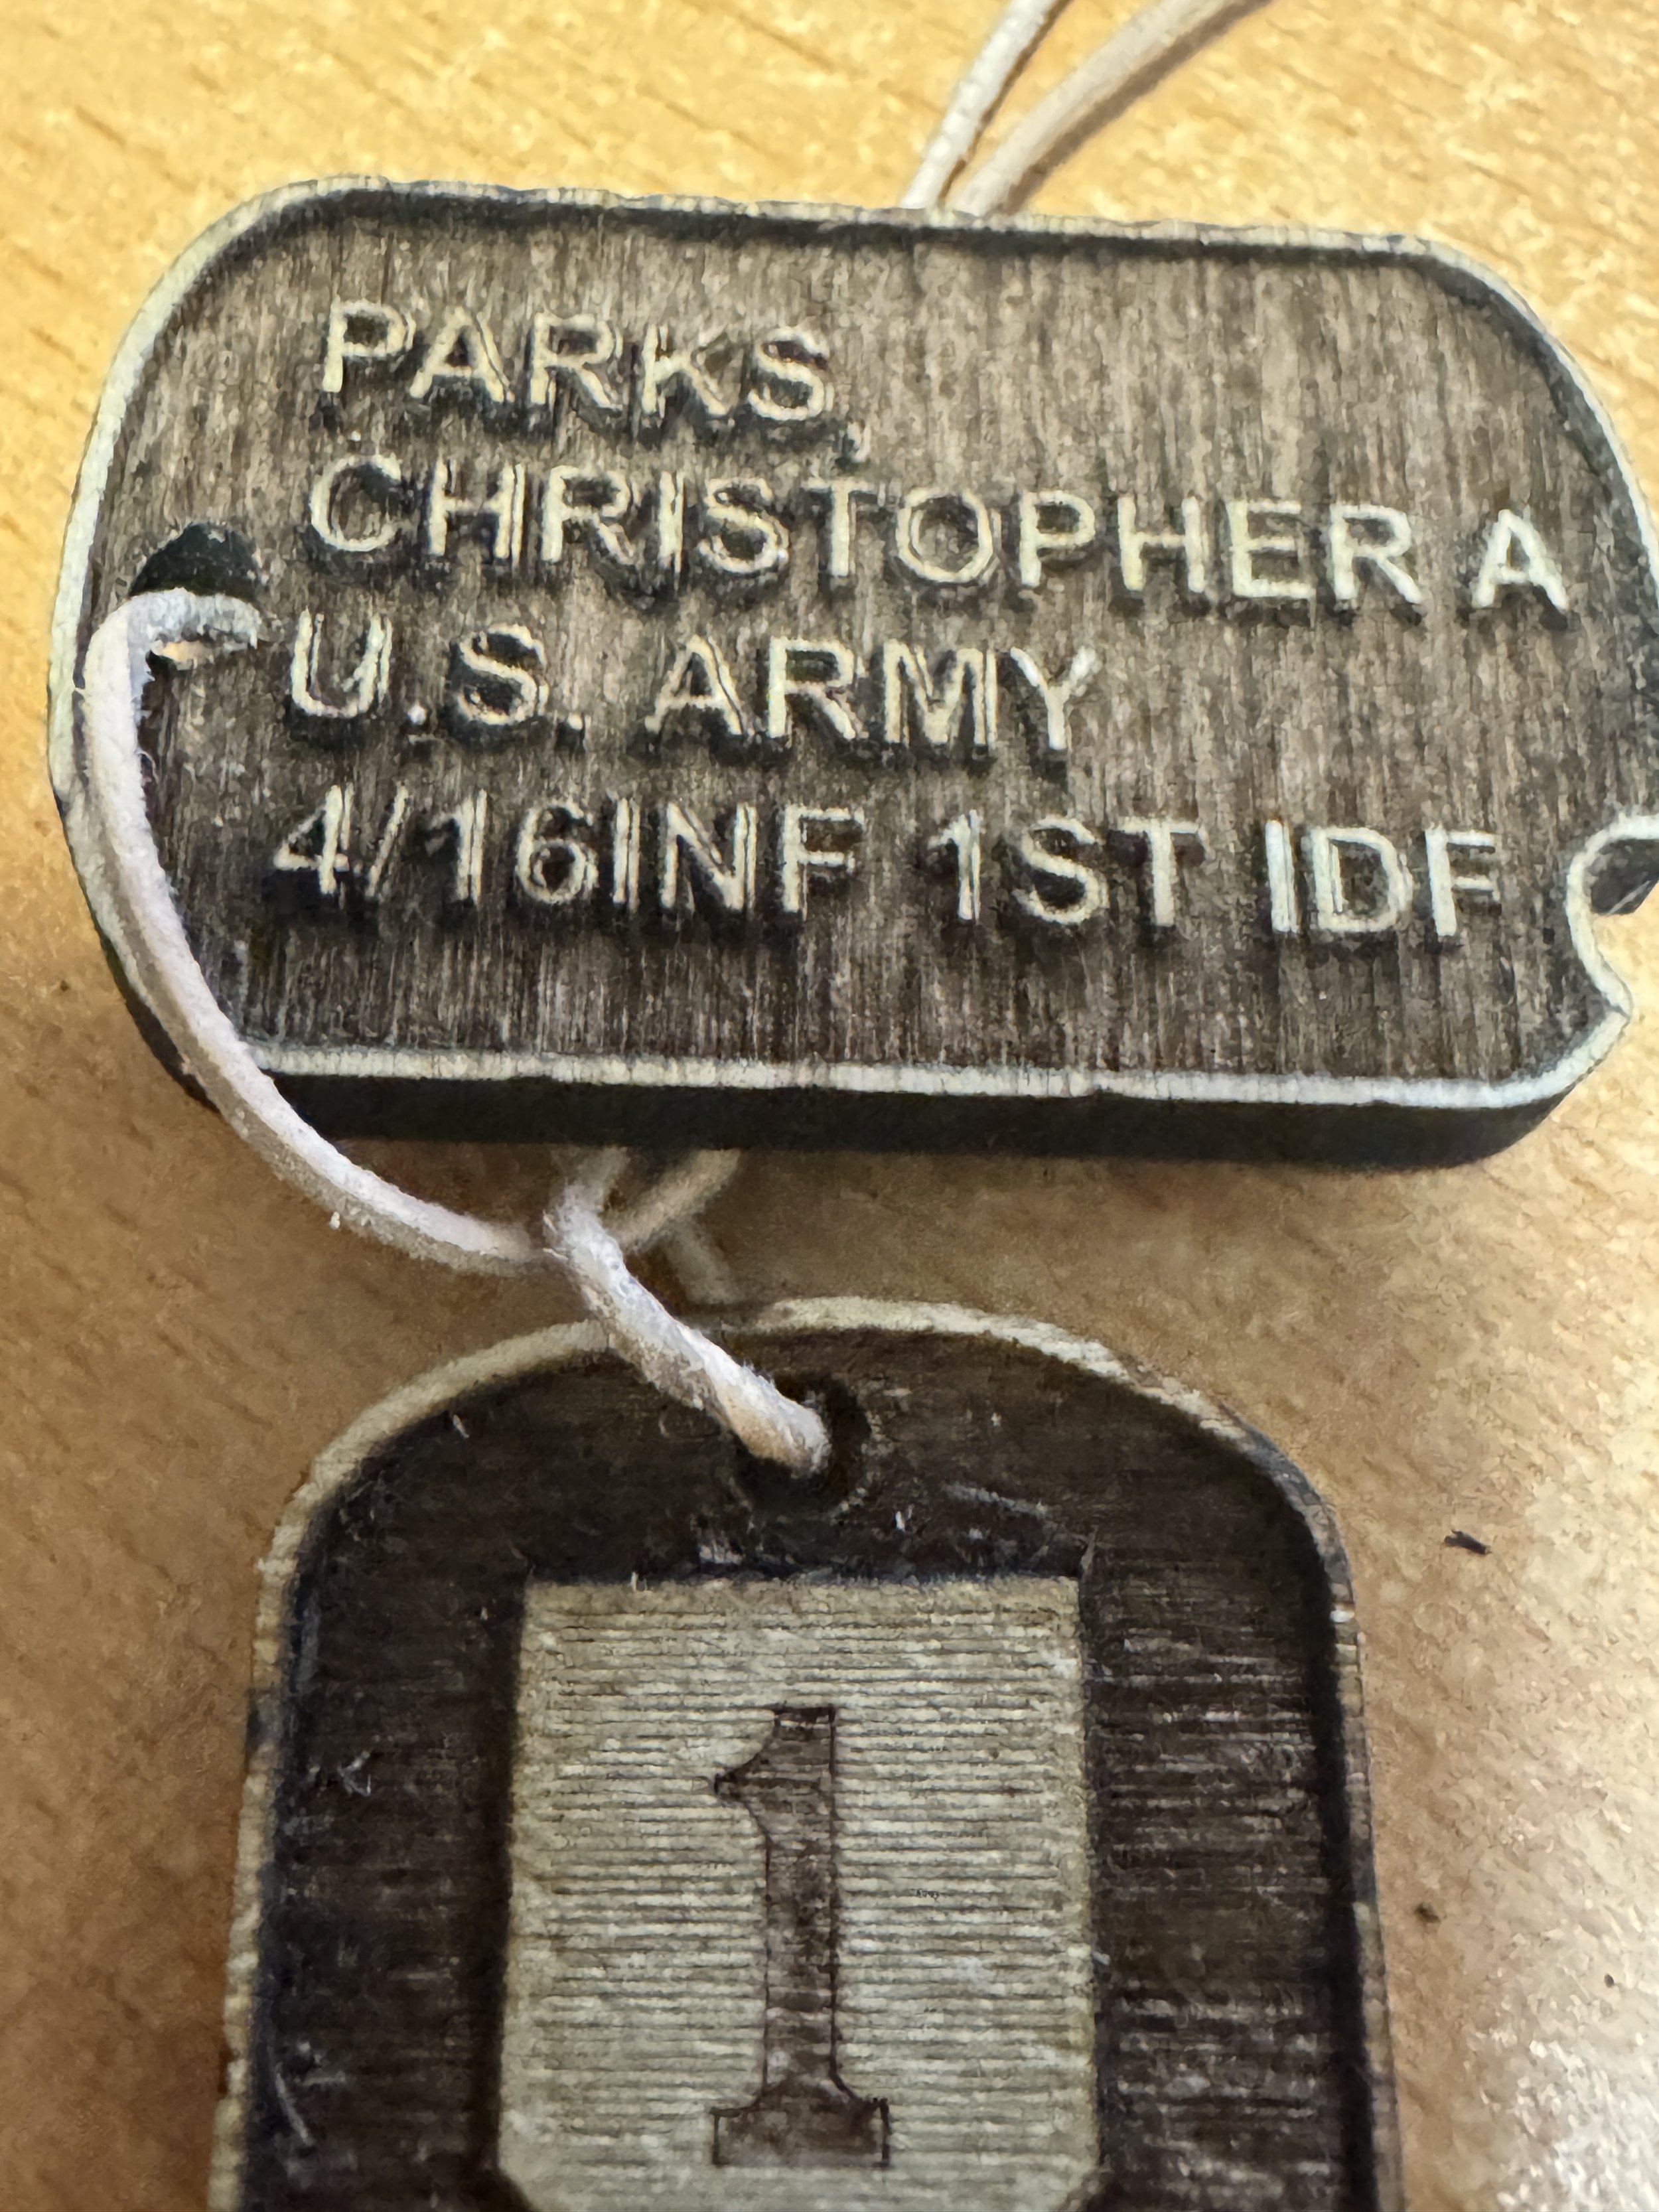 PARKS,
CHRISTOPHER A
U.S. ARMY
4/16INF 1ST IDF
1